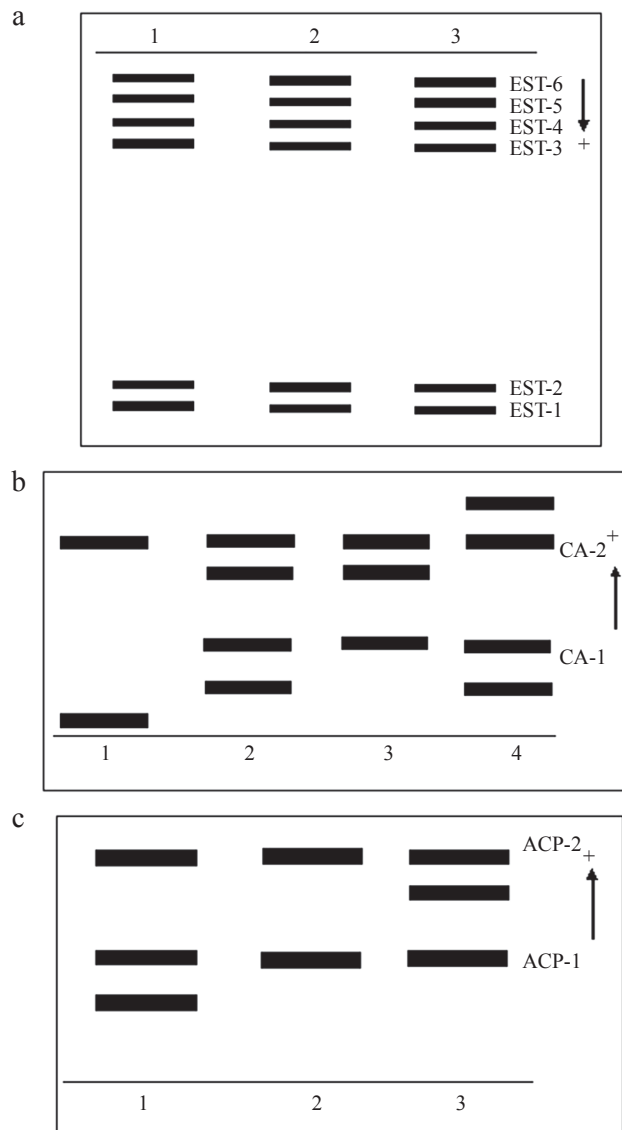 a
1 2 3
EST-6
EST-5
EST-4
EST-3 +
EST-2
EST-1
b
CA-2 +
CA-1
1 2 3 4
c
ACP-2 +
ACP-1
1 2 3